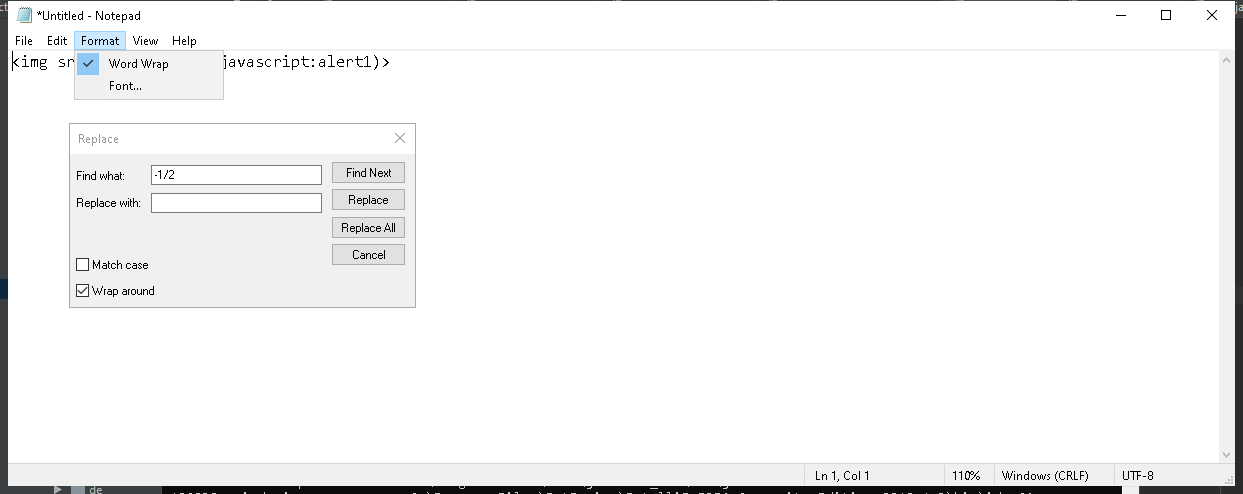 *Untitled - Notepad
File Edit Format View Help
<img sr
javascript:alert1)>
Word Wrap
Font...
Replace
Find what: -1/2 Find Next
Replace with: Replace
Replace All
Cancel
Match case
Wrap around
Ln 1, Col 1 110% Windows (CRLF) UTF-8
de